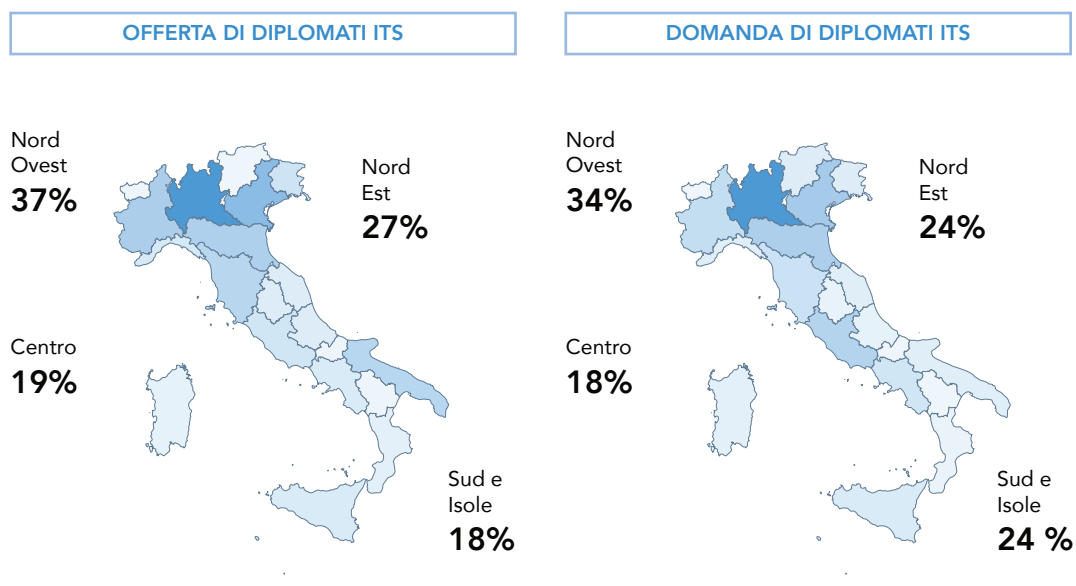 OFFERTA DI DIPLOMATI ITS
Nord
Ovest
37%
Nord
Est
27%
Centro
19%
Sud e
Isole
18%
DOMANDA DI DIPLOMATI ITS
Nord
Ovest
34%
Nord
Est
24%
Centro
18%
Sud e
Isole
24 %